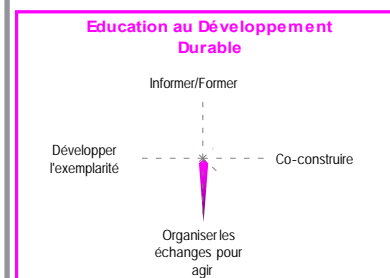 Education au Développement
Durable
Informer/Former
Développer
l'exemplarité
Co-construire
Organiser les
échanges pour
agir